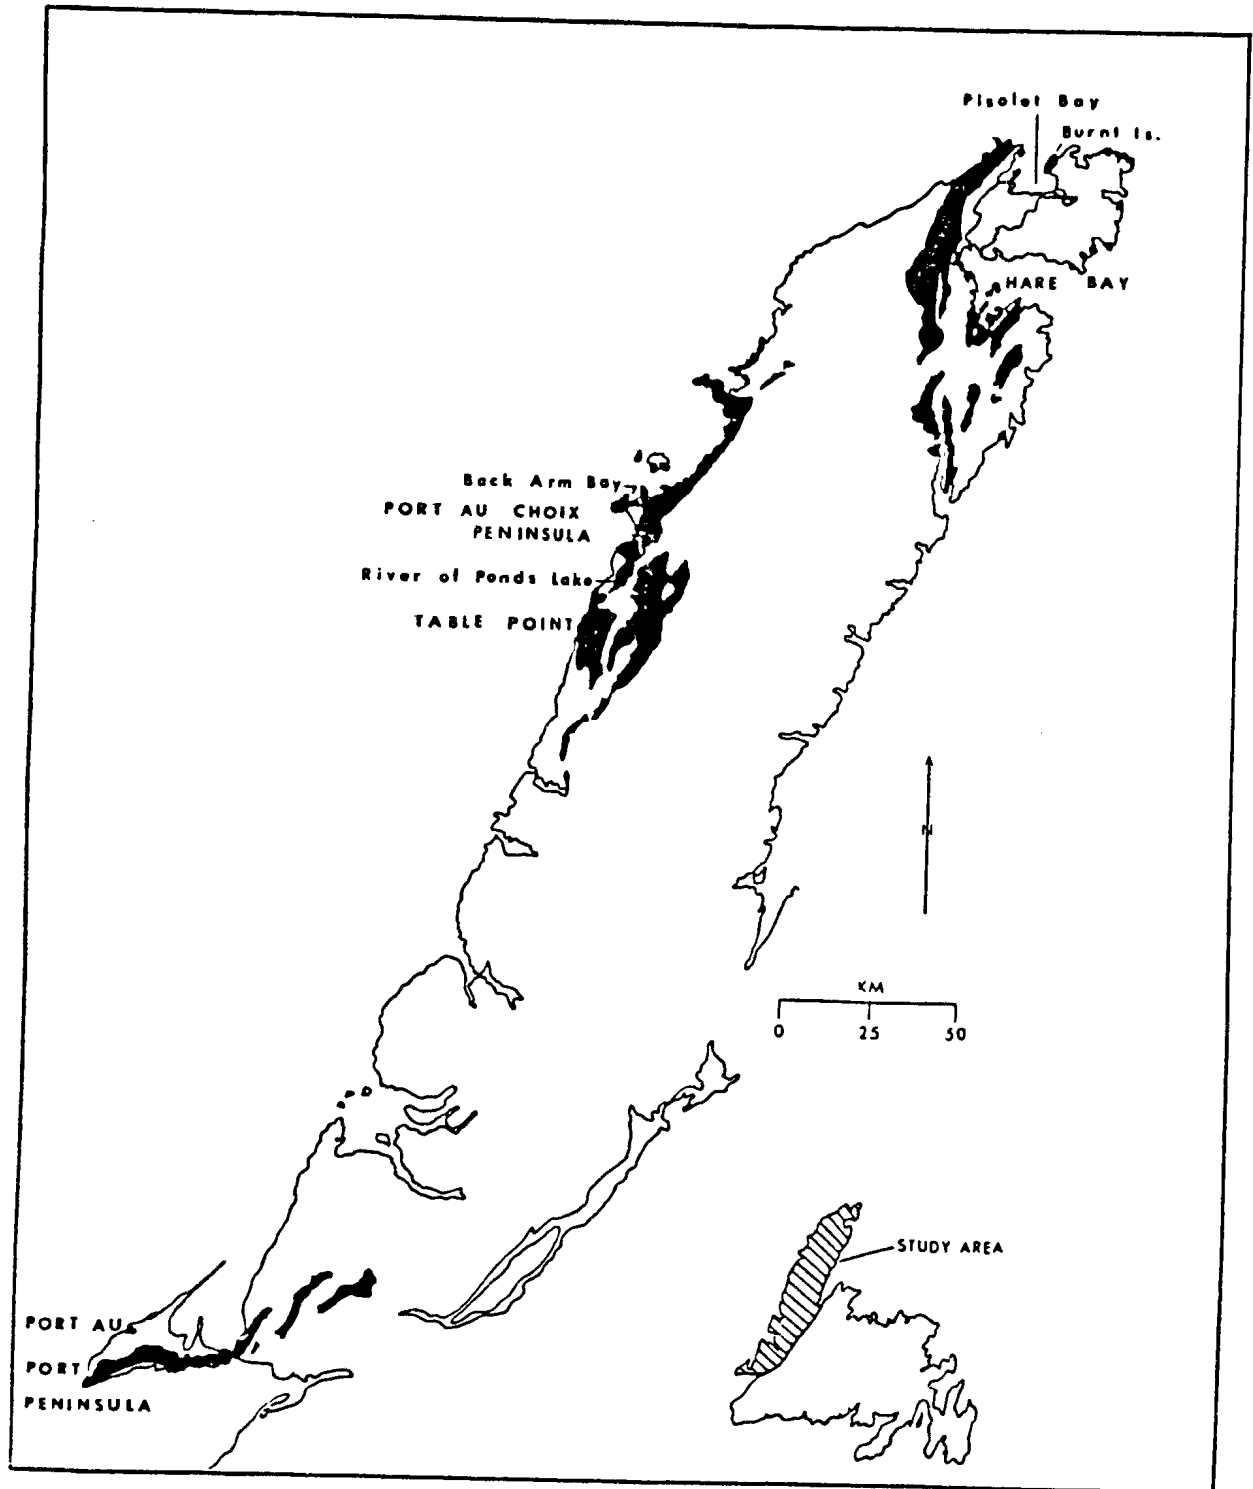 Pisolet Bay
Burnt Is.
HARE BAY
Back Arm Bay
PORT AU CHOIX
PENINSULA
River of Ponds Lake
TABLE POINT
N
KM
0 25 50
STUDY AREA
PORT AU
PORT
PENINSULA